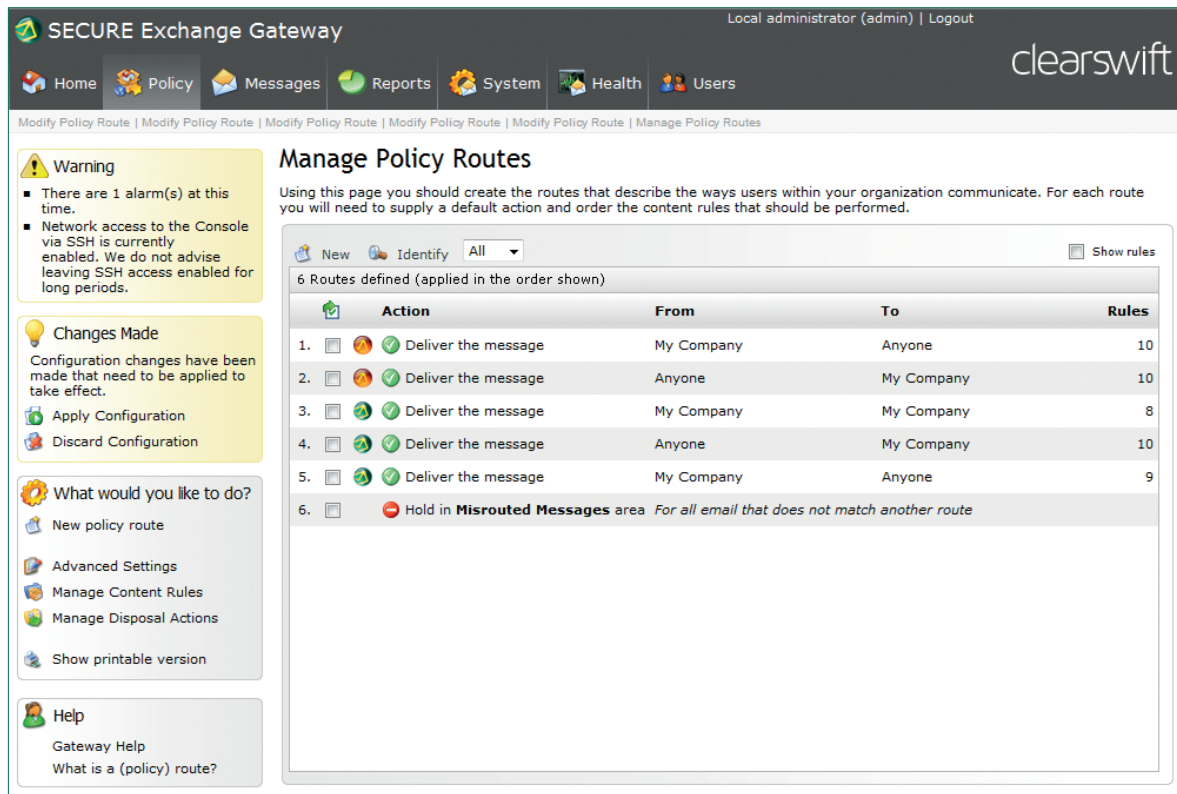 SECURE Exchange Gateway
Local administrator (admin) | Logout
clearswift
Home Policy Messages Reports System Health Users
Modify Policy Route | Modify Policy Route | Modify Policy Route | Modify Policy Route | Modify Policy Route | Manage Policy Routes
Warning
There are 1 alarm(s) at this
time.
Network access to the Console
via SSH is currently
enabled. We do not advise
leaving SSH access enabled for
long periods.
Changes Made
Configuration changes have been
made that need to be applied to
take effect.
Apply Configuration
Discard Configuration
What would you like to do?
New policy route
Advanced Settings
Manage Content Rules
Manage Disposal Actions
Show printable version
Help
Gateway Help
What is a (policy) route?
Manage Policy Routes
Using this page you should create the routes that describe the ways users within your organization communicate. For each route
you will need to supply a default action and order the content rules that should be performed.
New Identify All Show rules
6 Routes defined (applied in the order shown)
Action From To Rules
1. Deliver the message My Company Anyone 10
2. Deliver the message Anyone My Company 10
3. Deliver the message My Company My Company 8
4. Deliver the message Anyone My Company 10
5. Deliver the message My Company Anyone 9
6. Hold in Misrouted Messages area For all email that does not match another route